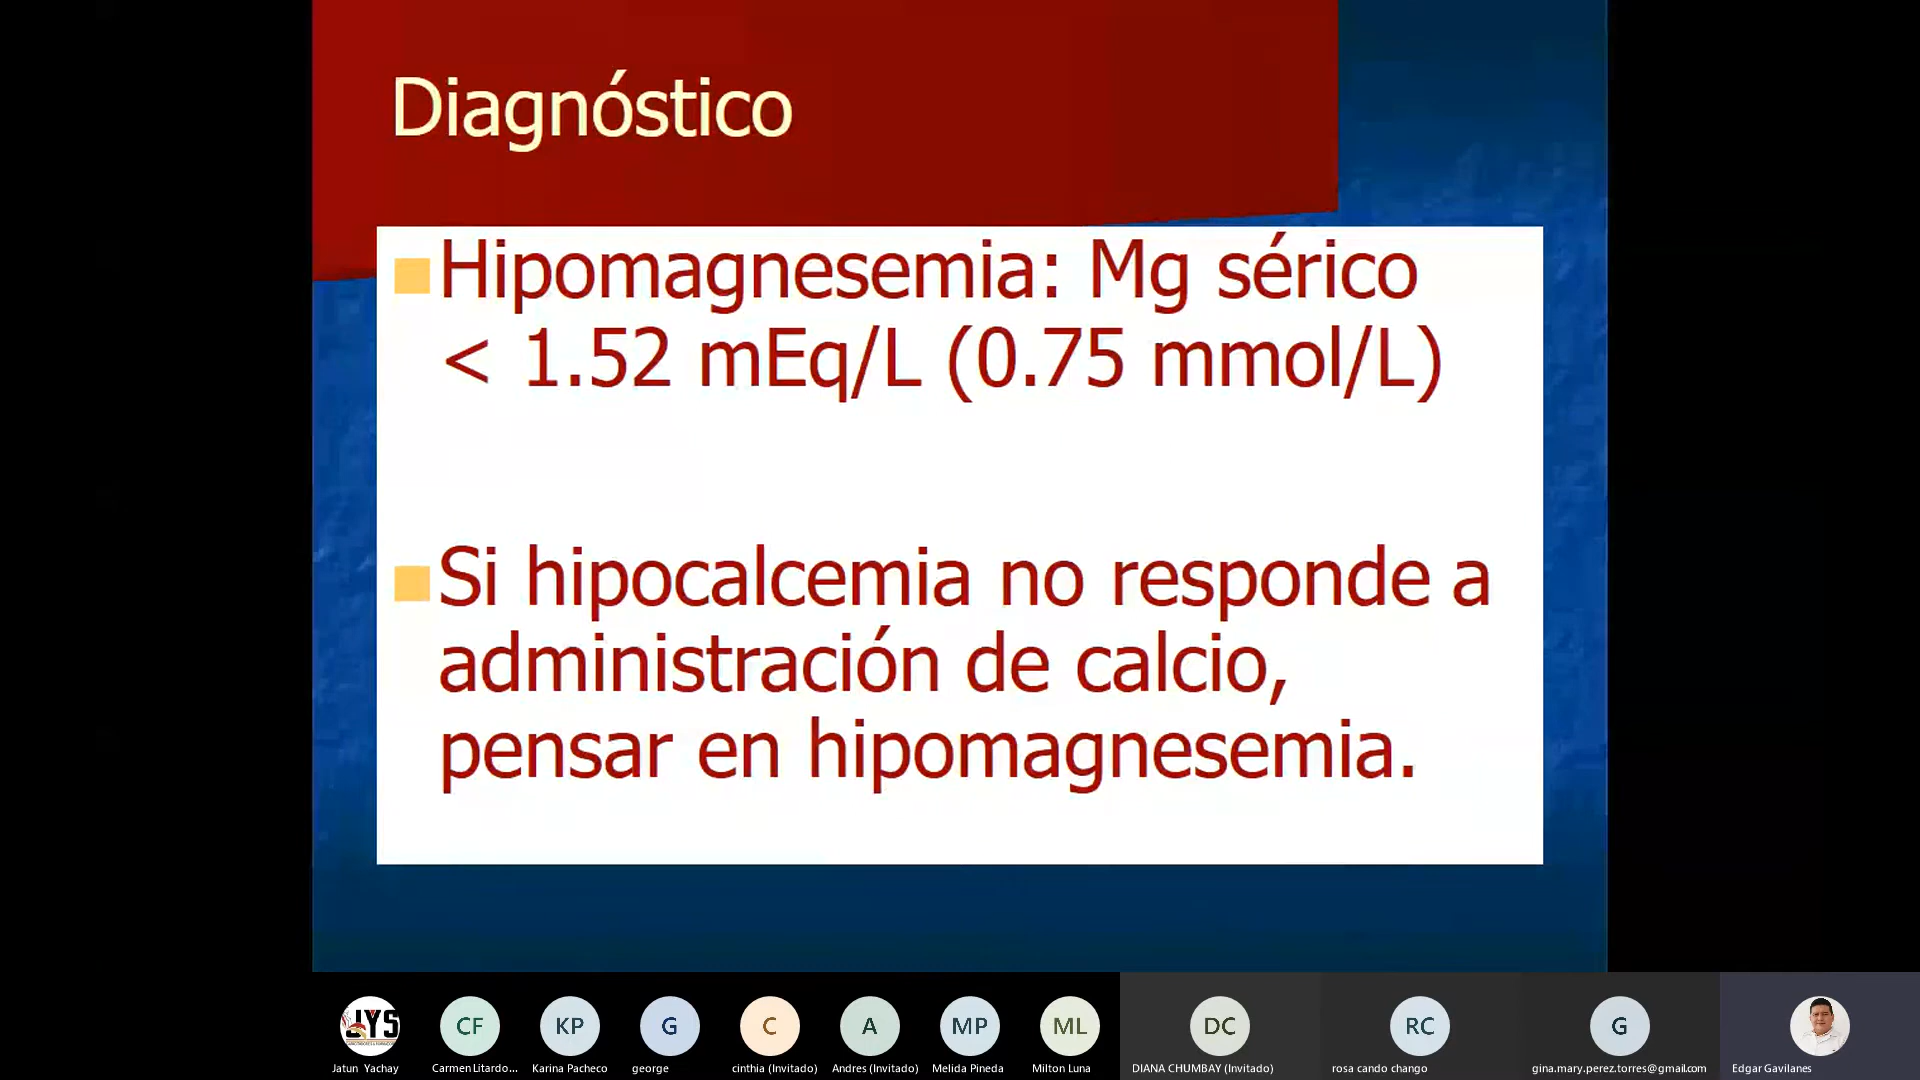 Diagnóstico
Hipomagnesemia: Mg sérico
< 1.52 mEq/L (0.75 mmol/L)
Si hipocalcemia no responde a
administración de calcio,
pensar en hipomagnesemia.
JYS
CF
KP
G
C
A
MP
ML
DC
RC
G
Jatun Yachay
Carmen Litardo...
Karina Pacheco
george
cinthia (Invitado)
Andres (Invitado)
Melida Pineda
Milton Luna
DIANA CHUMBAY (Invitado)
rosa cando chango
gina.mary.perez.torres@gmail.com
Edgar Gavilanes